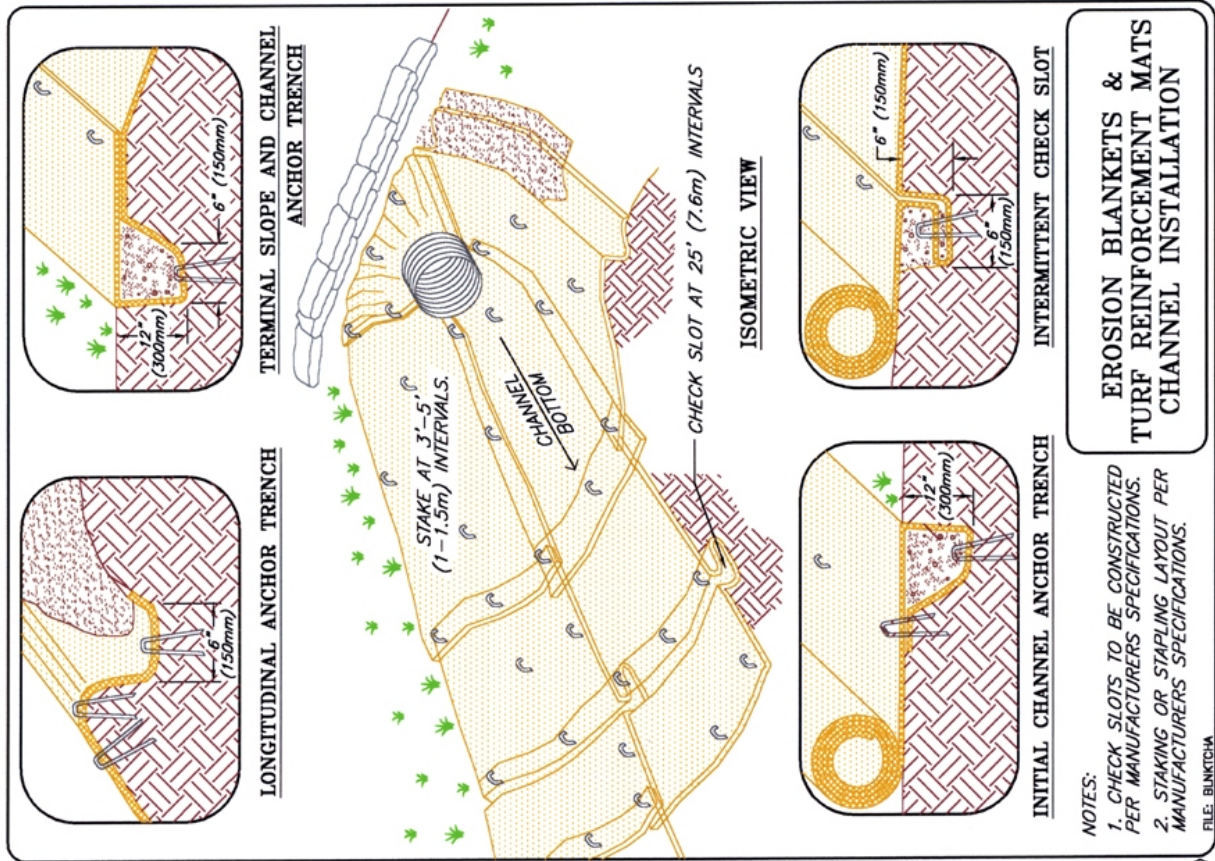 LONGITUDINAL ANCHOR TRENCH
6"
(150mm)
TERMINAL SLOPE AND CHANNEL
ANCHOR TRENCH
12"
(300mm)
6" (150mm)
STAKE AT 3'-5'
(1-1.5m) INTERVALS.
CHANNEL
BOTTOM
CHECK SLOT AT 25' (7.6m) INTERVALS
ISOMETRIC VIEW
INITIAL CHANNEL ANCHOR TRENCH
12"
(300mm)
INTERMITTENT CHECK SLOT
6" (150mm)
6"
(150mm)
NOTES:
1. CHECK SLOTS TO BE CONSTRUCTED
PER MANUFACTURERS SPECIFICATIONS.
2. STAKING OR STAPLING LAYOUT PER
MANUFACTURERS SPECIFICATIONS.
FILE: BLNKTCHA
EROSION BLANKETS &
TURF REINFORCEMENT MATS
CHANNEL INSTALLATION